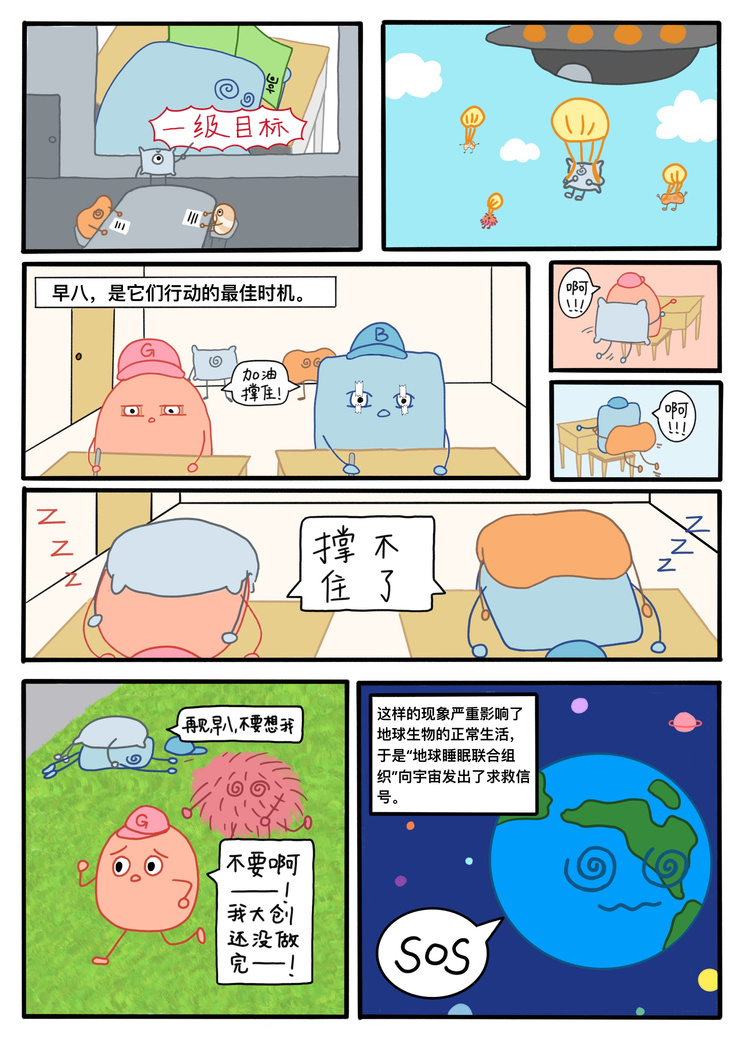 一级目标
早八，是它们行动的最佳时机。
G
B
加油
撑住!
啊
!!!
啊
!!!
Z
Z
Z
撑不
住了
Z
Z
Z
Z
再见早八,不要想我
G
不要啊
——!
我大创
还没做
完——!
这样的现象严重影响了
地球生物的正常生活，
于是“地球睡眠联合组
织”向宇宙发出了求救信
号。
SOS